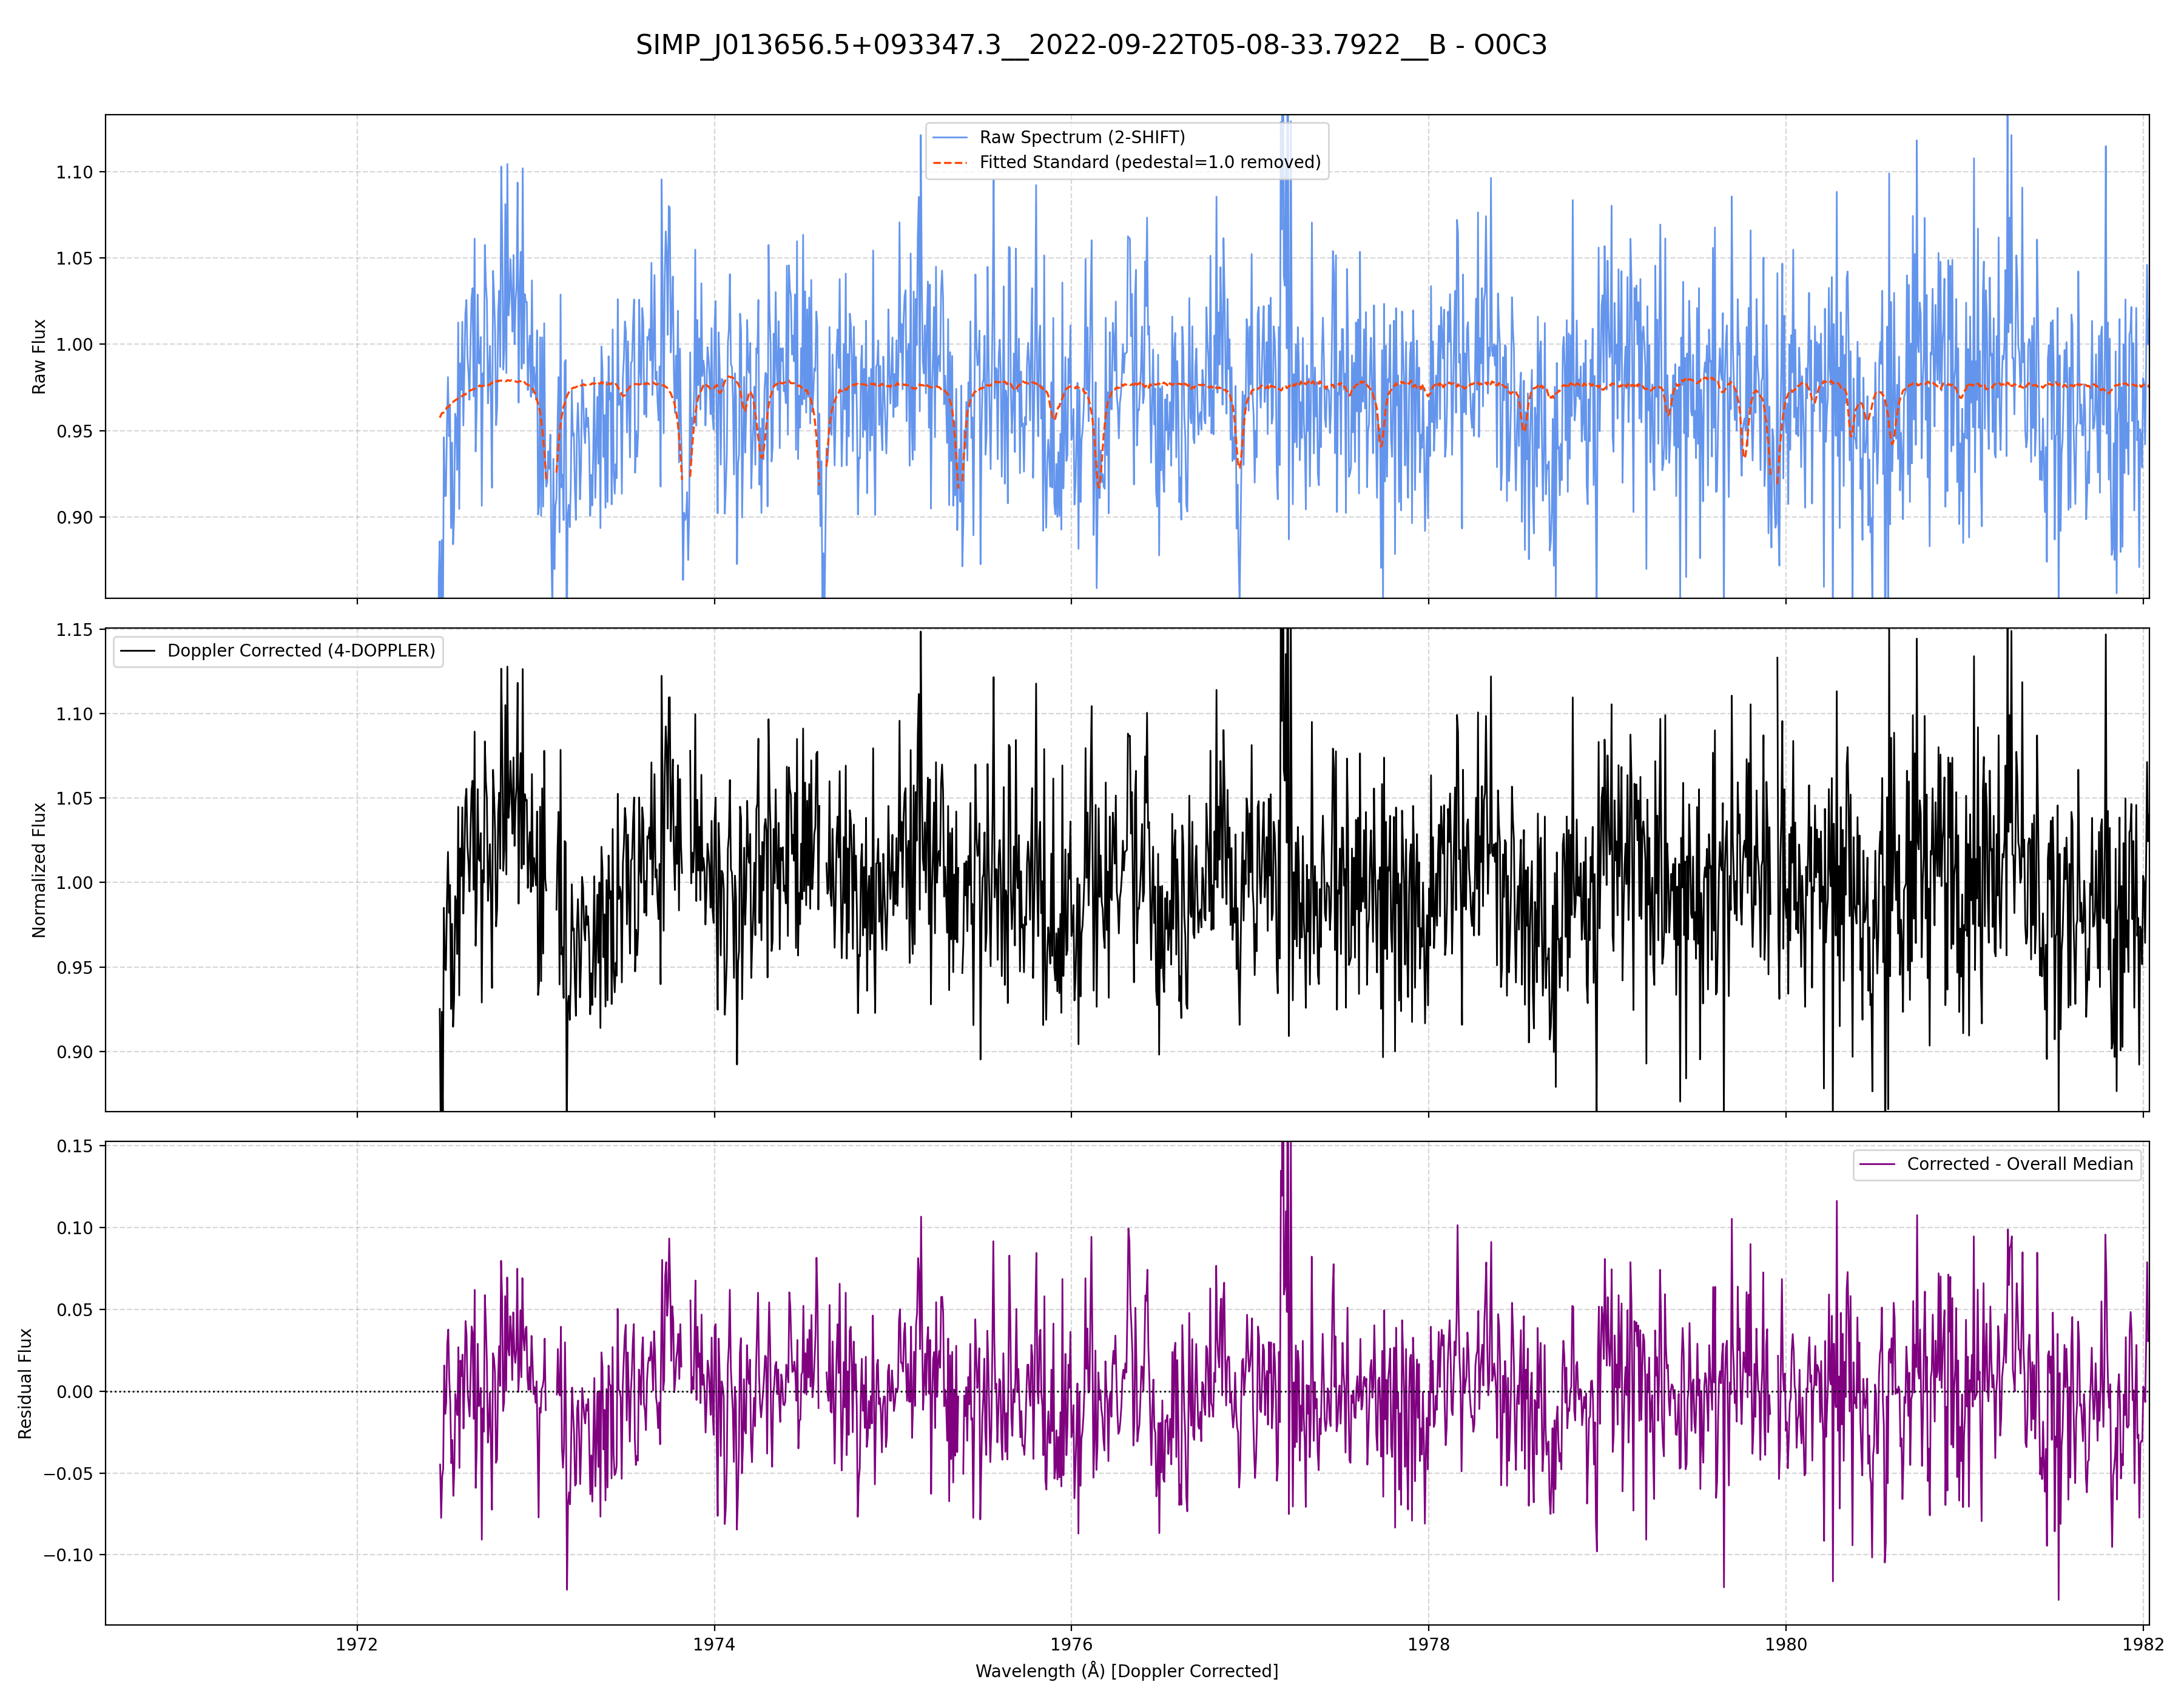 SIMP_J013656.5+093347.3__2022-09-22T05-08-33.7922__B - O0C3
Raw Spectrum (2-SHIFT)
Fitted Standard (pedestal=1.0 removed)
Raw Flux
1.10
1.05
1.00
0.95
0.90
Doppler Corrected (4-DOPPLER)
Normalized Flux
1.15
1.10
1.05
1.00
0.95
0.90
Corrected - Overall Median
Residual Flux
0.15
0.10
0.05
0.00
−0.05
−0.10
1972
1974
1976
1978
1980
1982
Wavelength (Å) [Doppler Corrected]